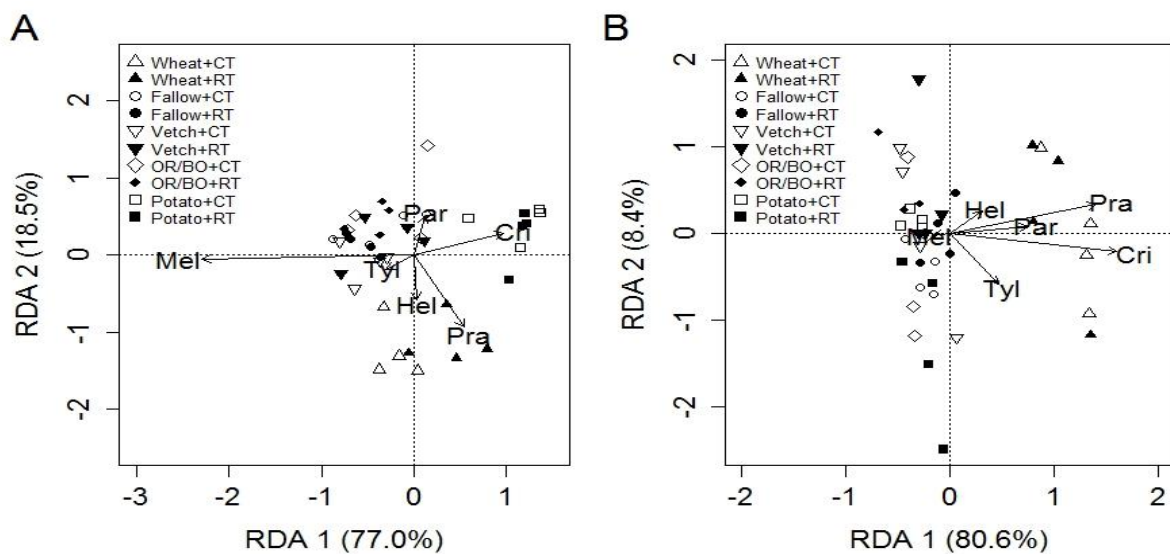 A
RDA 2 (18.5%)
2
1
0
-1
-2
Wheat+CT
Wheat+RT
Fallow+CT
Fallow+RT
Vetch+CT
Vetch+RT
OR/BO+CT
OR/BO+RT
Potato+CT
Potato+RT
Par
Cri
Mel
Tyl
Hel
Pra
-3 -2 -1 0 1
RDA 1 (77.0%)
B
RDA 2 (8.4%)
2
1
0
-1
-2
Wheat+CT
Wheat+RT
Fallow+CT
Fallow+RT
Vetch+CT
Vetch+RT
OR/BO+CT
OR/BO+RT
Potato+CT
Potato+RT
Hel
Pra
Par
Mel
Cri
Tyl
-2 -1 0 1 2
RDA 1 (80.6%)